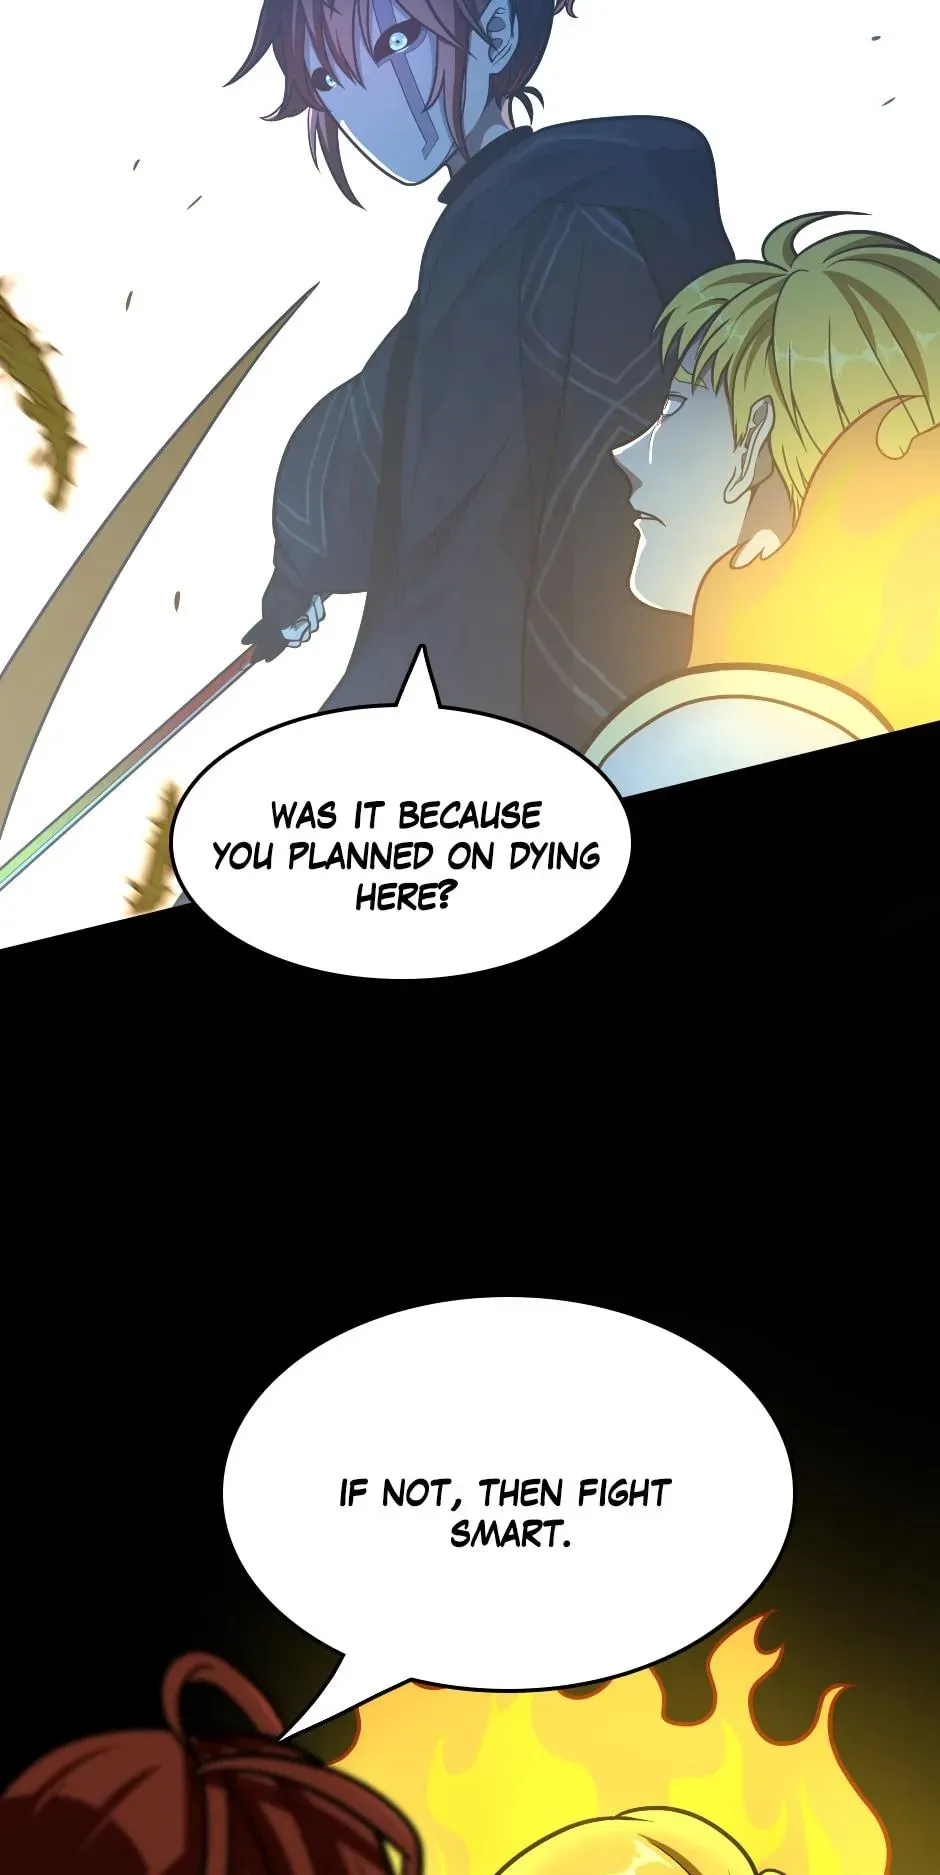 WAS IT BECAUSE
YOU PLANNED ON DYING
HERE?
IF NOT, THEN FIGHT
SMART.